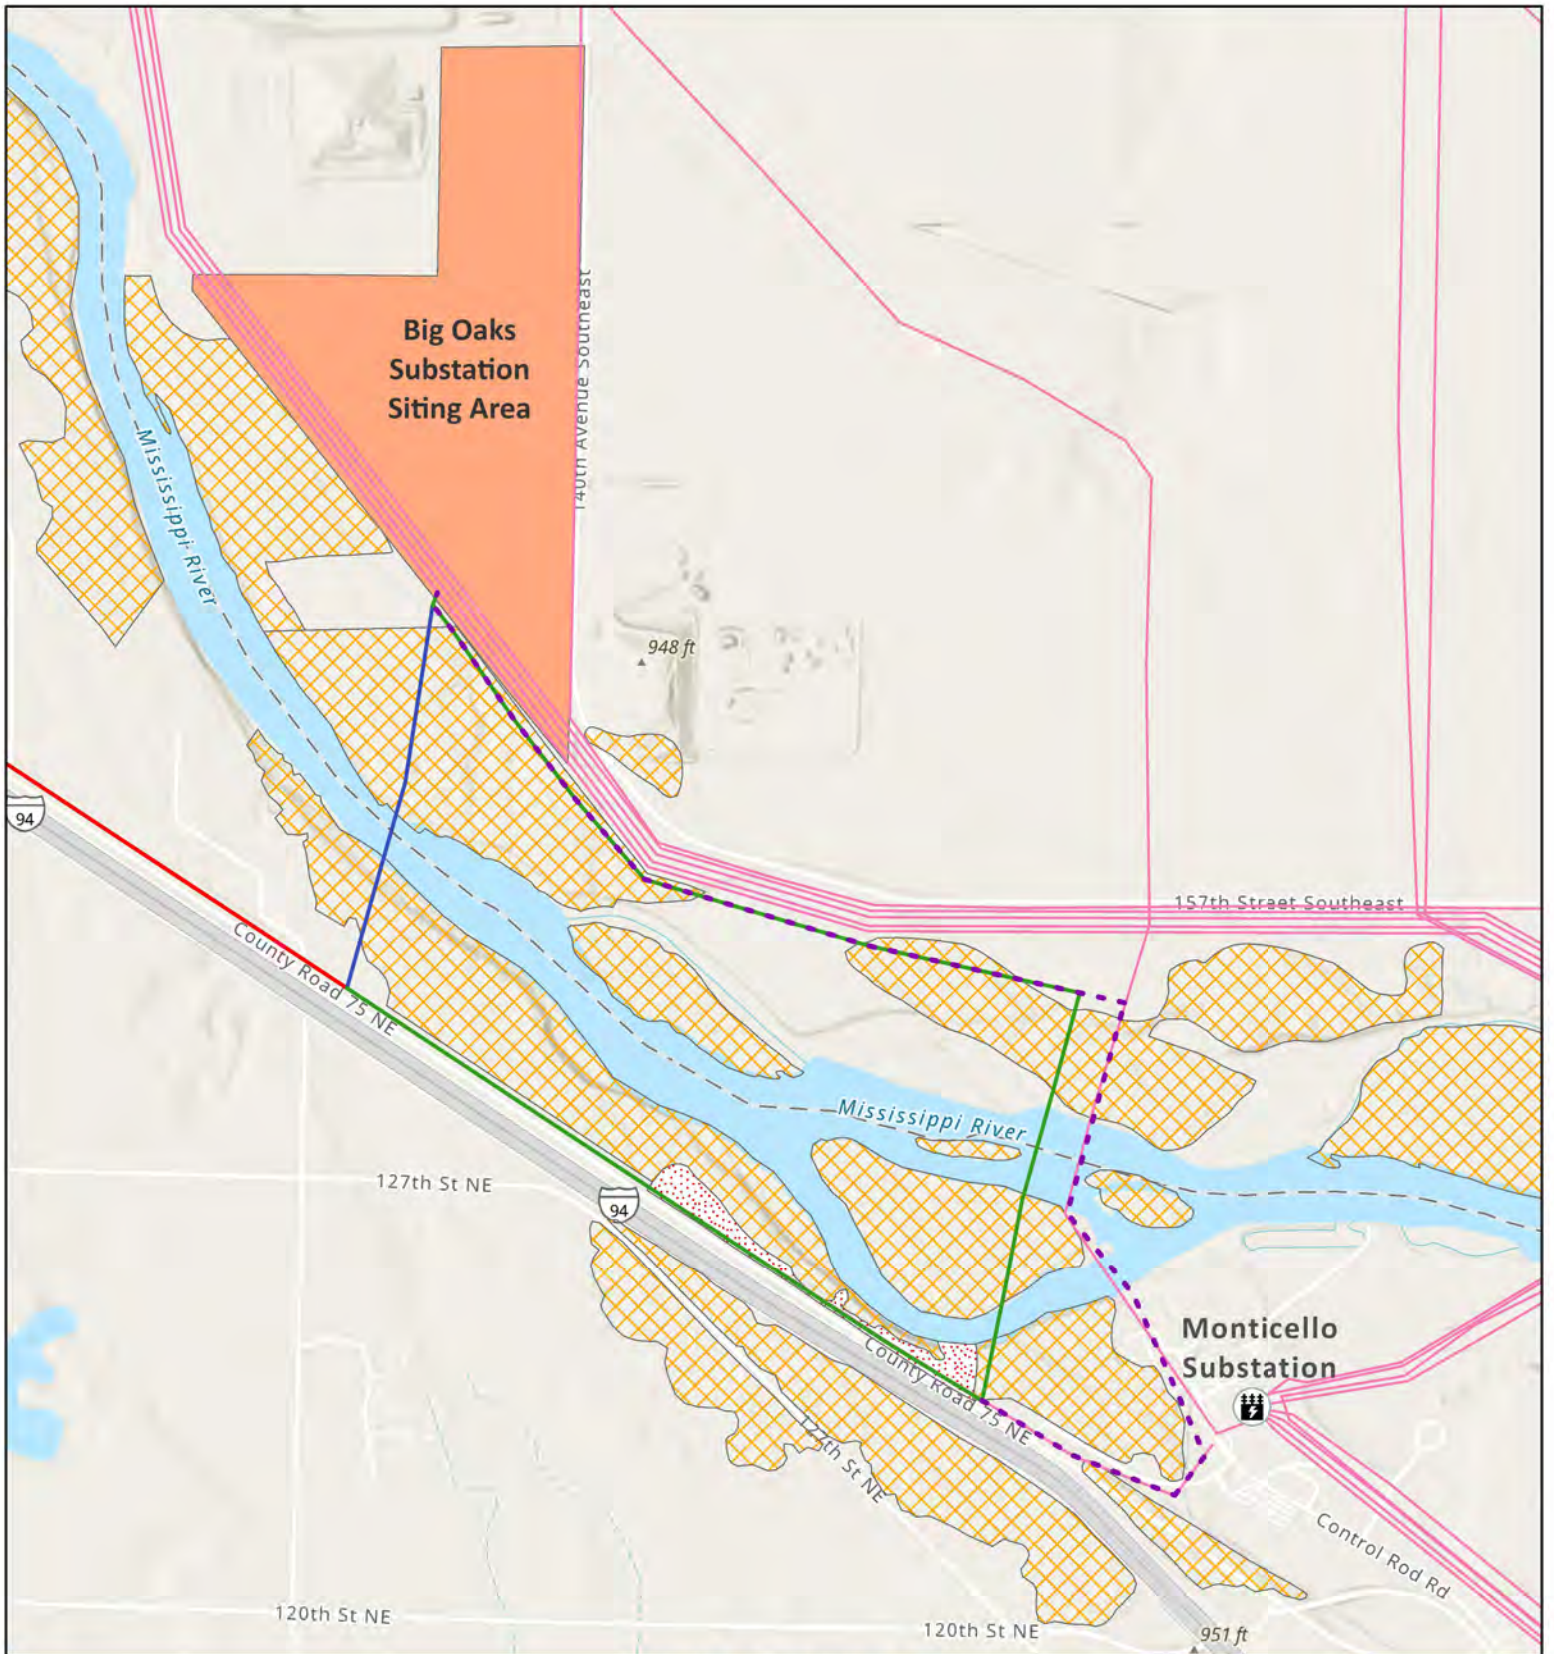 Big Oaks
Substation
Siting Area
140th Avenue Southeast
Mississippi River
948 ft
94
157th Street Southeast
County Road 75 NE
Mississippi River
127th St NE
94
Monticello
Substation
County Road 75 NE
127th St NE
Control Rod Rd
120th St NE
120th St NE
951 ft